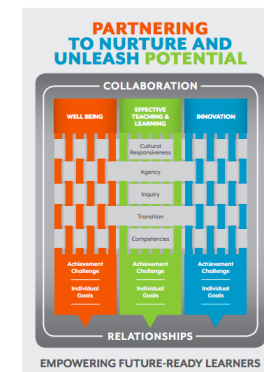 PARTNERING
TO NURTURE AND
UNLEASH POTENTIAL
COLLABORATION
WELL BEING
EFFECTIVE
TEACHING &
LEARNING
INNOVATION
Cultural
Responsiveness
Agency
Inquiry
Transition
Competencies
Achievement
Challenge
Individual
Goals
Achievement
Challenge
Individual
Goals
Achievement
Challenge
Individual
Goals
RELATIONSHIPS
EMPOWERING FUTURE-READY LEARNERS